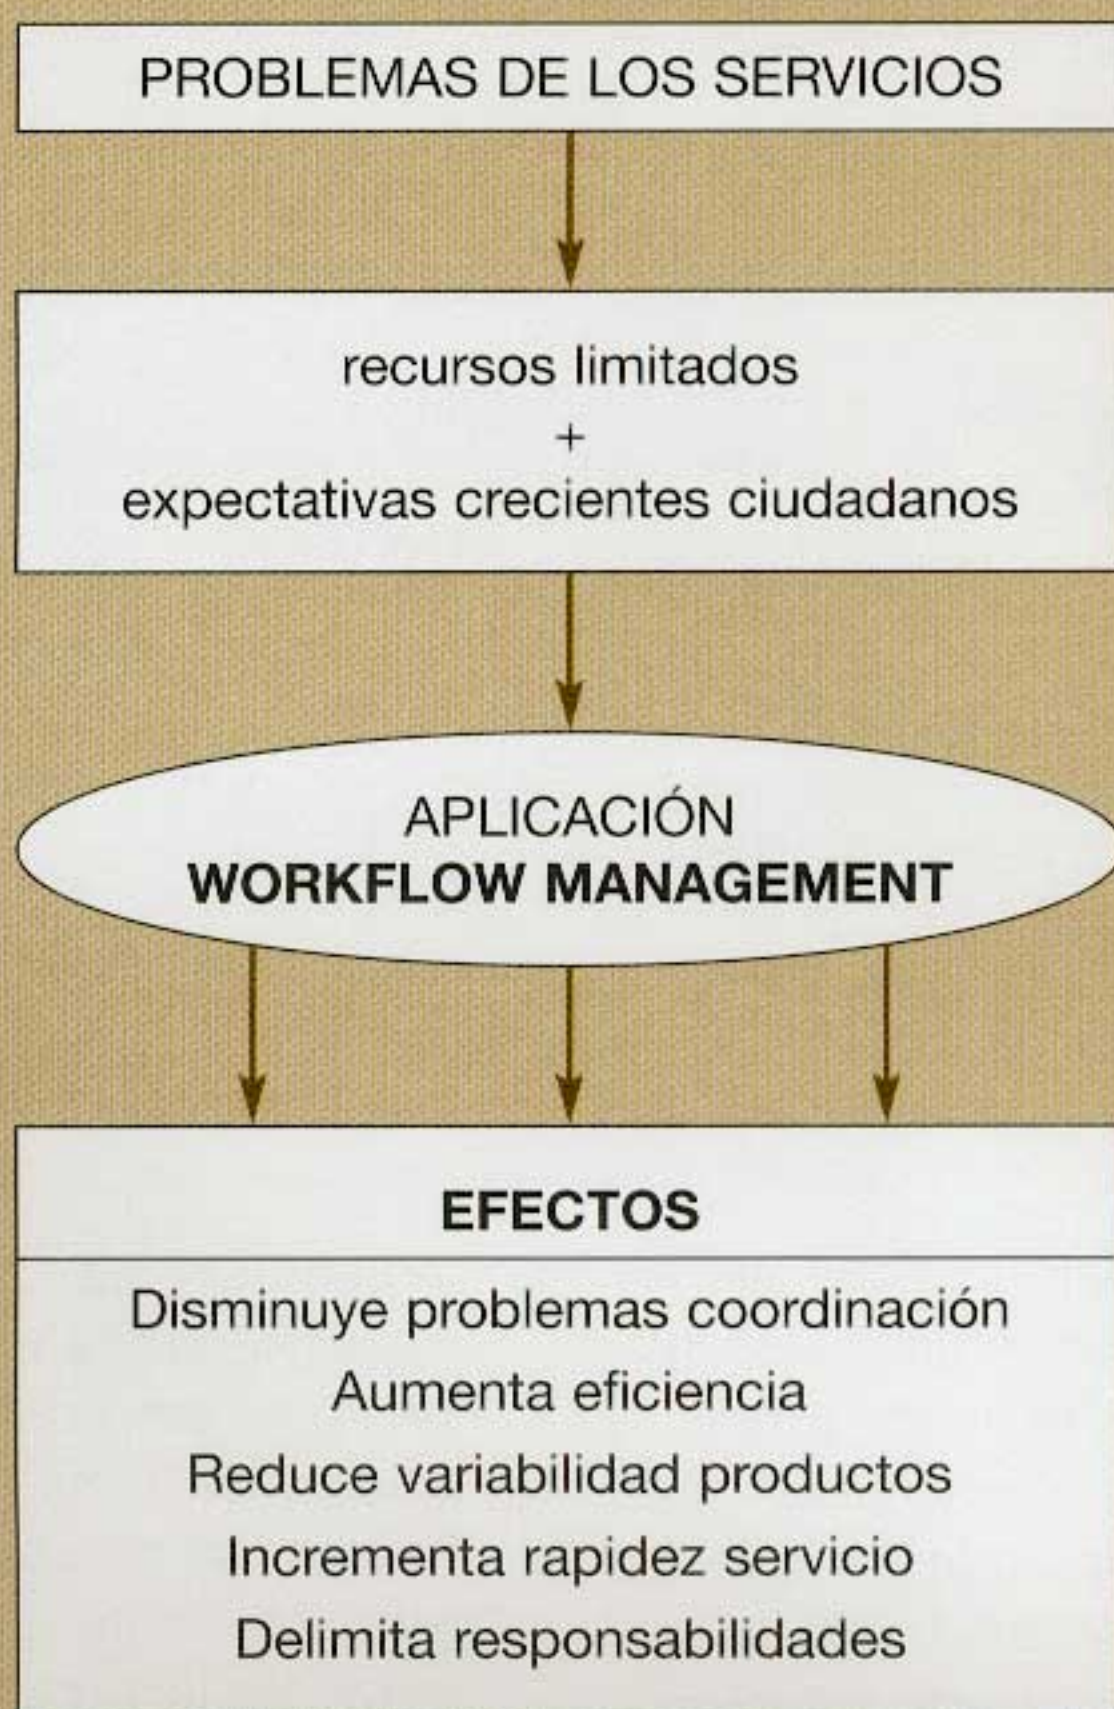 PROBLEMAS DE LOS SERVICIOS
recursos limitados
+
expectativas crecientes ciudadanos
APLICACIÓN
WORKFLOW MANAGEMENT
EFECTOS
Disminuye problemas coordinación
Aumenta eficiencia
Reduce variabilidad productos
Incrementa rapidez servicio
Delimita responsabilidades